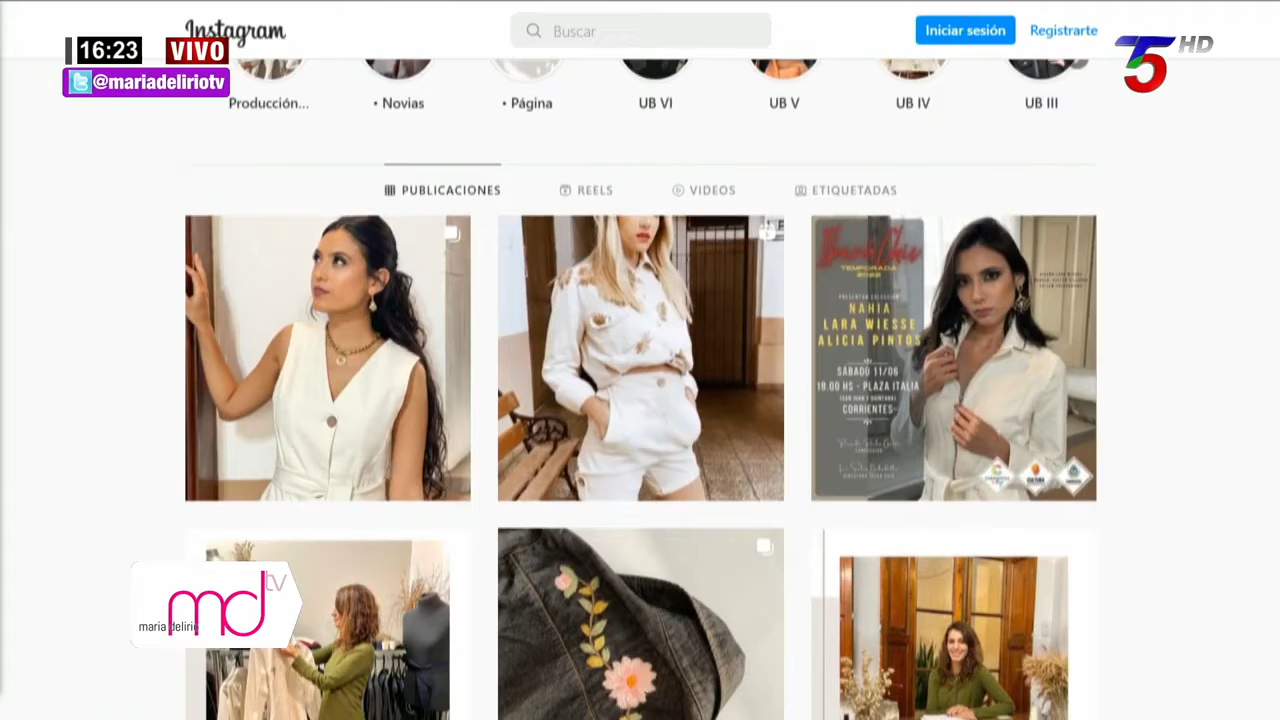 Instagram
Buscar
Iniciar sesión
Registrarte
16:23
VIVO
@mariadeliriotv
T5 HD
Producción...
• Novias
• Página
UB VI
UB V
UB IV
UB III
PUBLICACIONES
REELS
VIDEOS
ETIQUETADAS
TEMPORADA
2022
PRESENTAN COLECCIÓN
NAHIA
LARA WIESSE
ALICIA PINTOS
SÁBADO 11/06
18.00 HS - PLAZA ITALIA
CORRIENTES
md tv
maria delirio